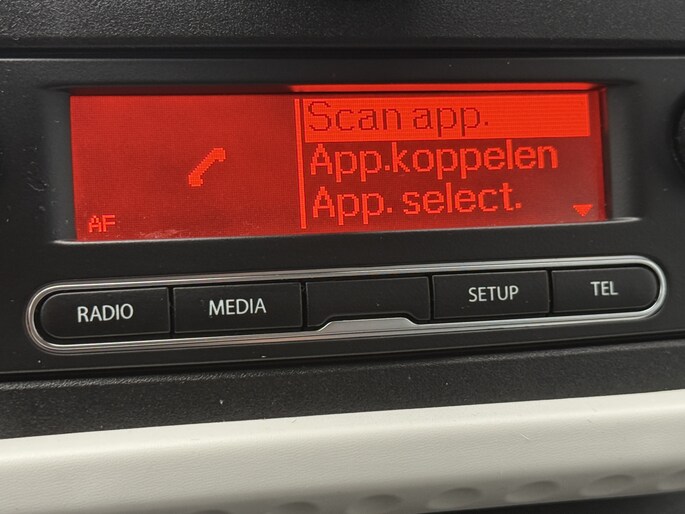 Scan app.
App.koppelen
App. select.
AF
RADIO
MEDIA
SETUP
TEL